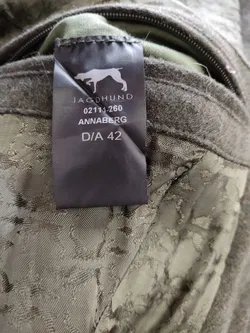 JAGDHUND
02111-260
ANNABERG
D/A 42